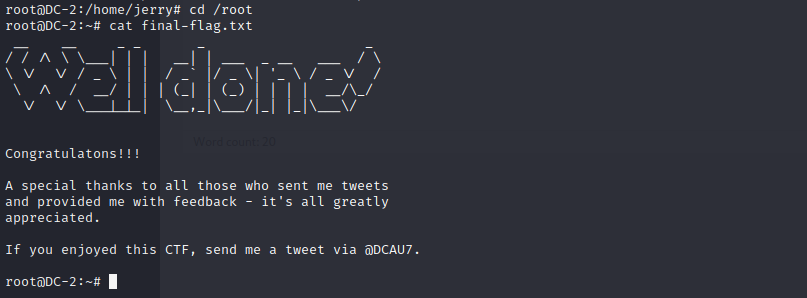 root@DC-2:/home/jerry# cd /root
root@DC-2:~# cat final-flag.txt
Well done!
Congratulatons!!!
A special thanks to all those who sent me tweets
and provided me with feedback - it's all greatly
appreciated.
If you enjoyed this CTF, send me a tweet via @DCAU7.
root@DC-2:~#